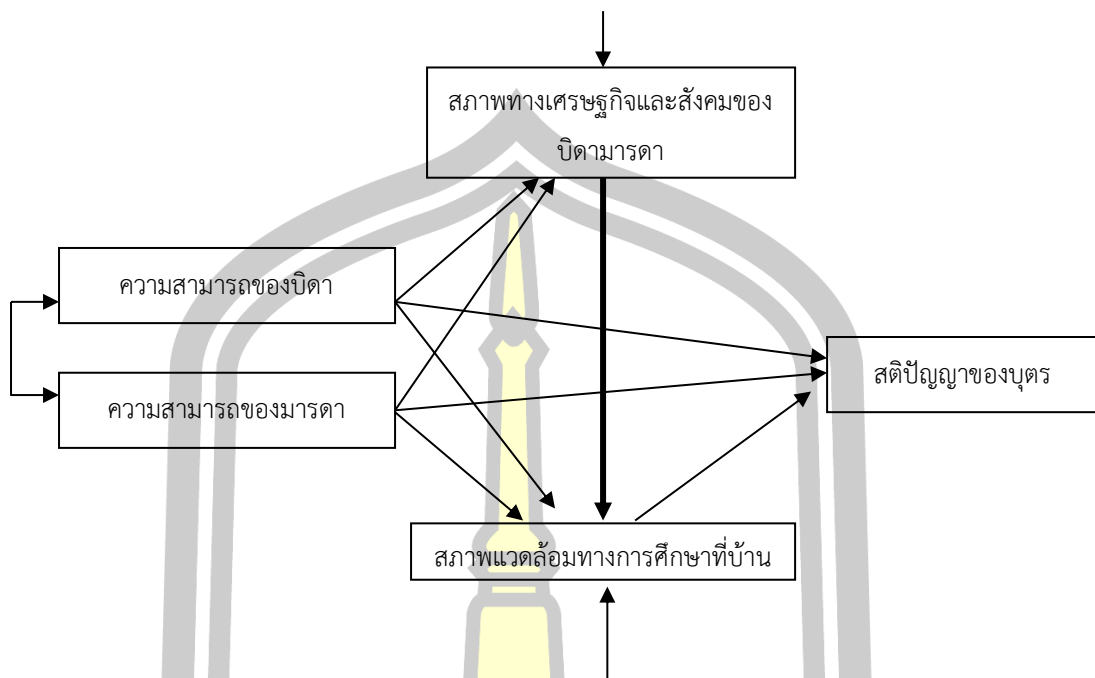 สภาพทางเศรษฐกิจและสังคมของ
บิดามารดา
ความสามารถของบิดา
ความสามารถของมารดา
สติปัญญาของบุตร
สภาพแวดล้อมทางการศึกษาที่บ้าน